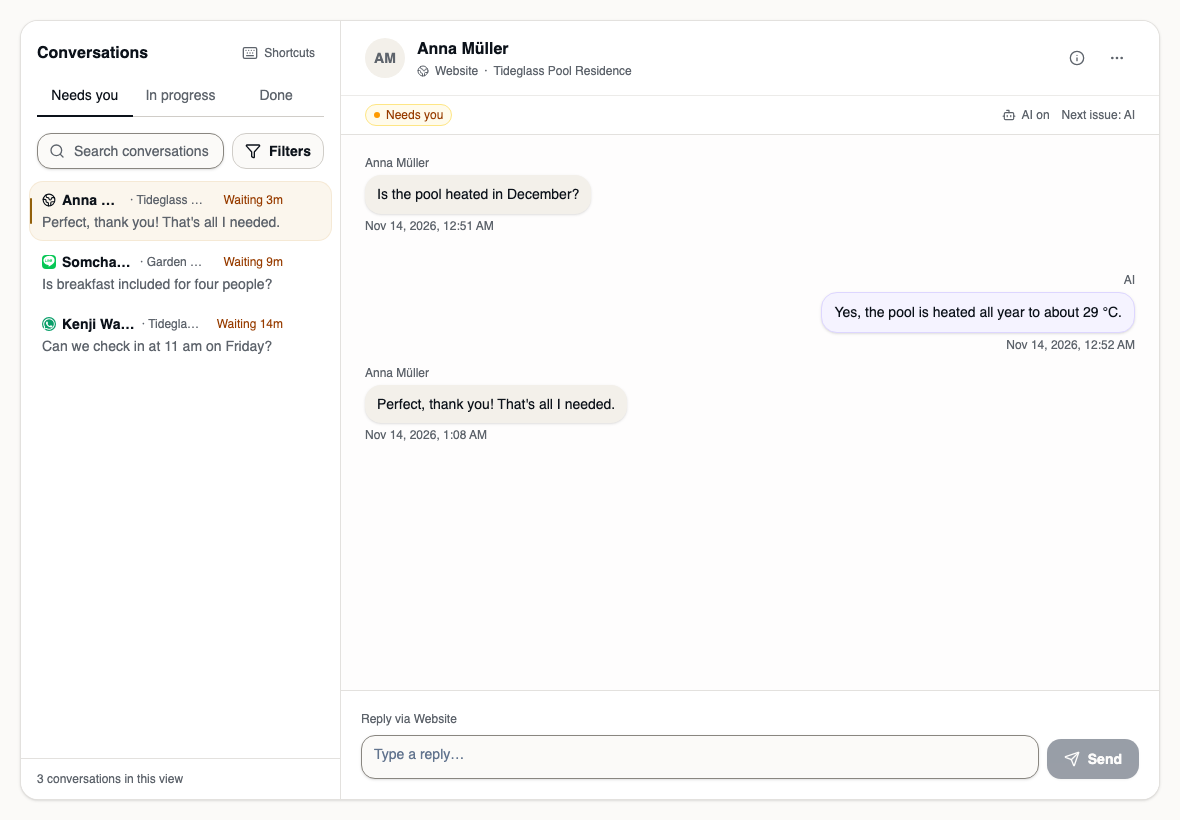 Conversations
Shortcuts
Needs you
In progress
Done
Search conversations
Filters
Anna ... · Tideglass ... Waiting 3m
Perfect, thank you! That's all I needed.
Somcha... · Garden ... Waiting 9m
Is breakfast included for four people?
Kenji Wa... · Tidegla... Waiting 14m
Can we check in at 11 am on Friday?
3 conversations in this view
AM
Anna Müller
Website · Tideglass Pool Residence
Needs you
AI on
Next issue: AI
Anna Müller
Is the pool heated in December?
Nov 14, 2026, 12:51 AM
AI
Yes, the pool is heated all year to about 29 °C.
Nov 14, 2026, 12:52 AM
Anna Müller
Perfect, thank you! That's all I needed.
Nov 14, 2026, 1:08 AM
Reply via Website
Type a reply…
Send